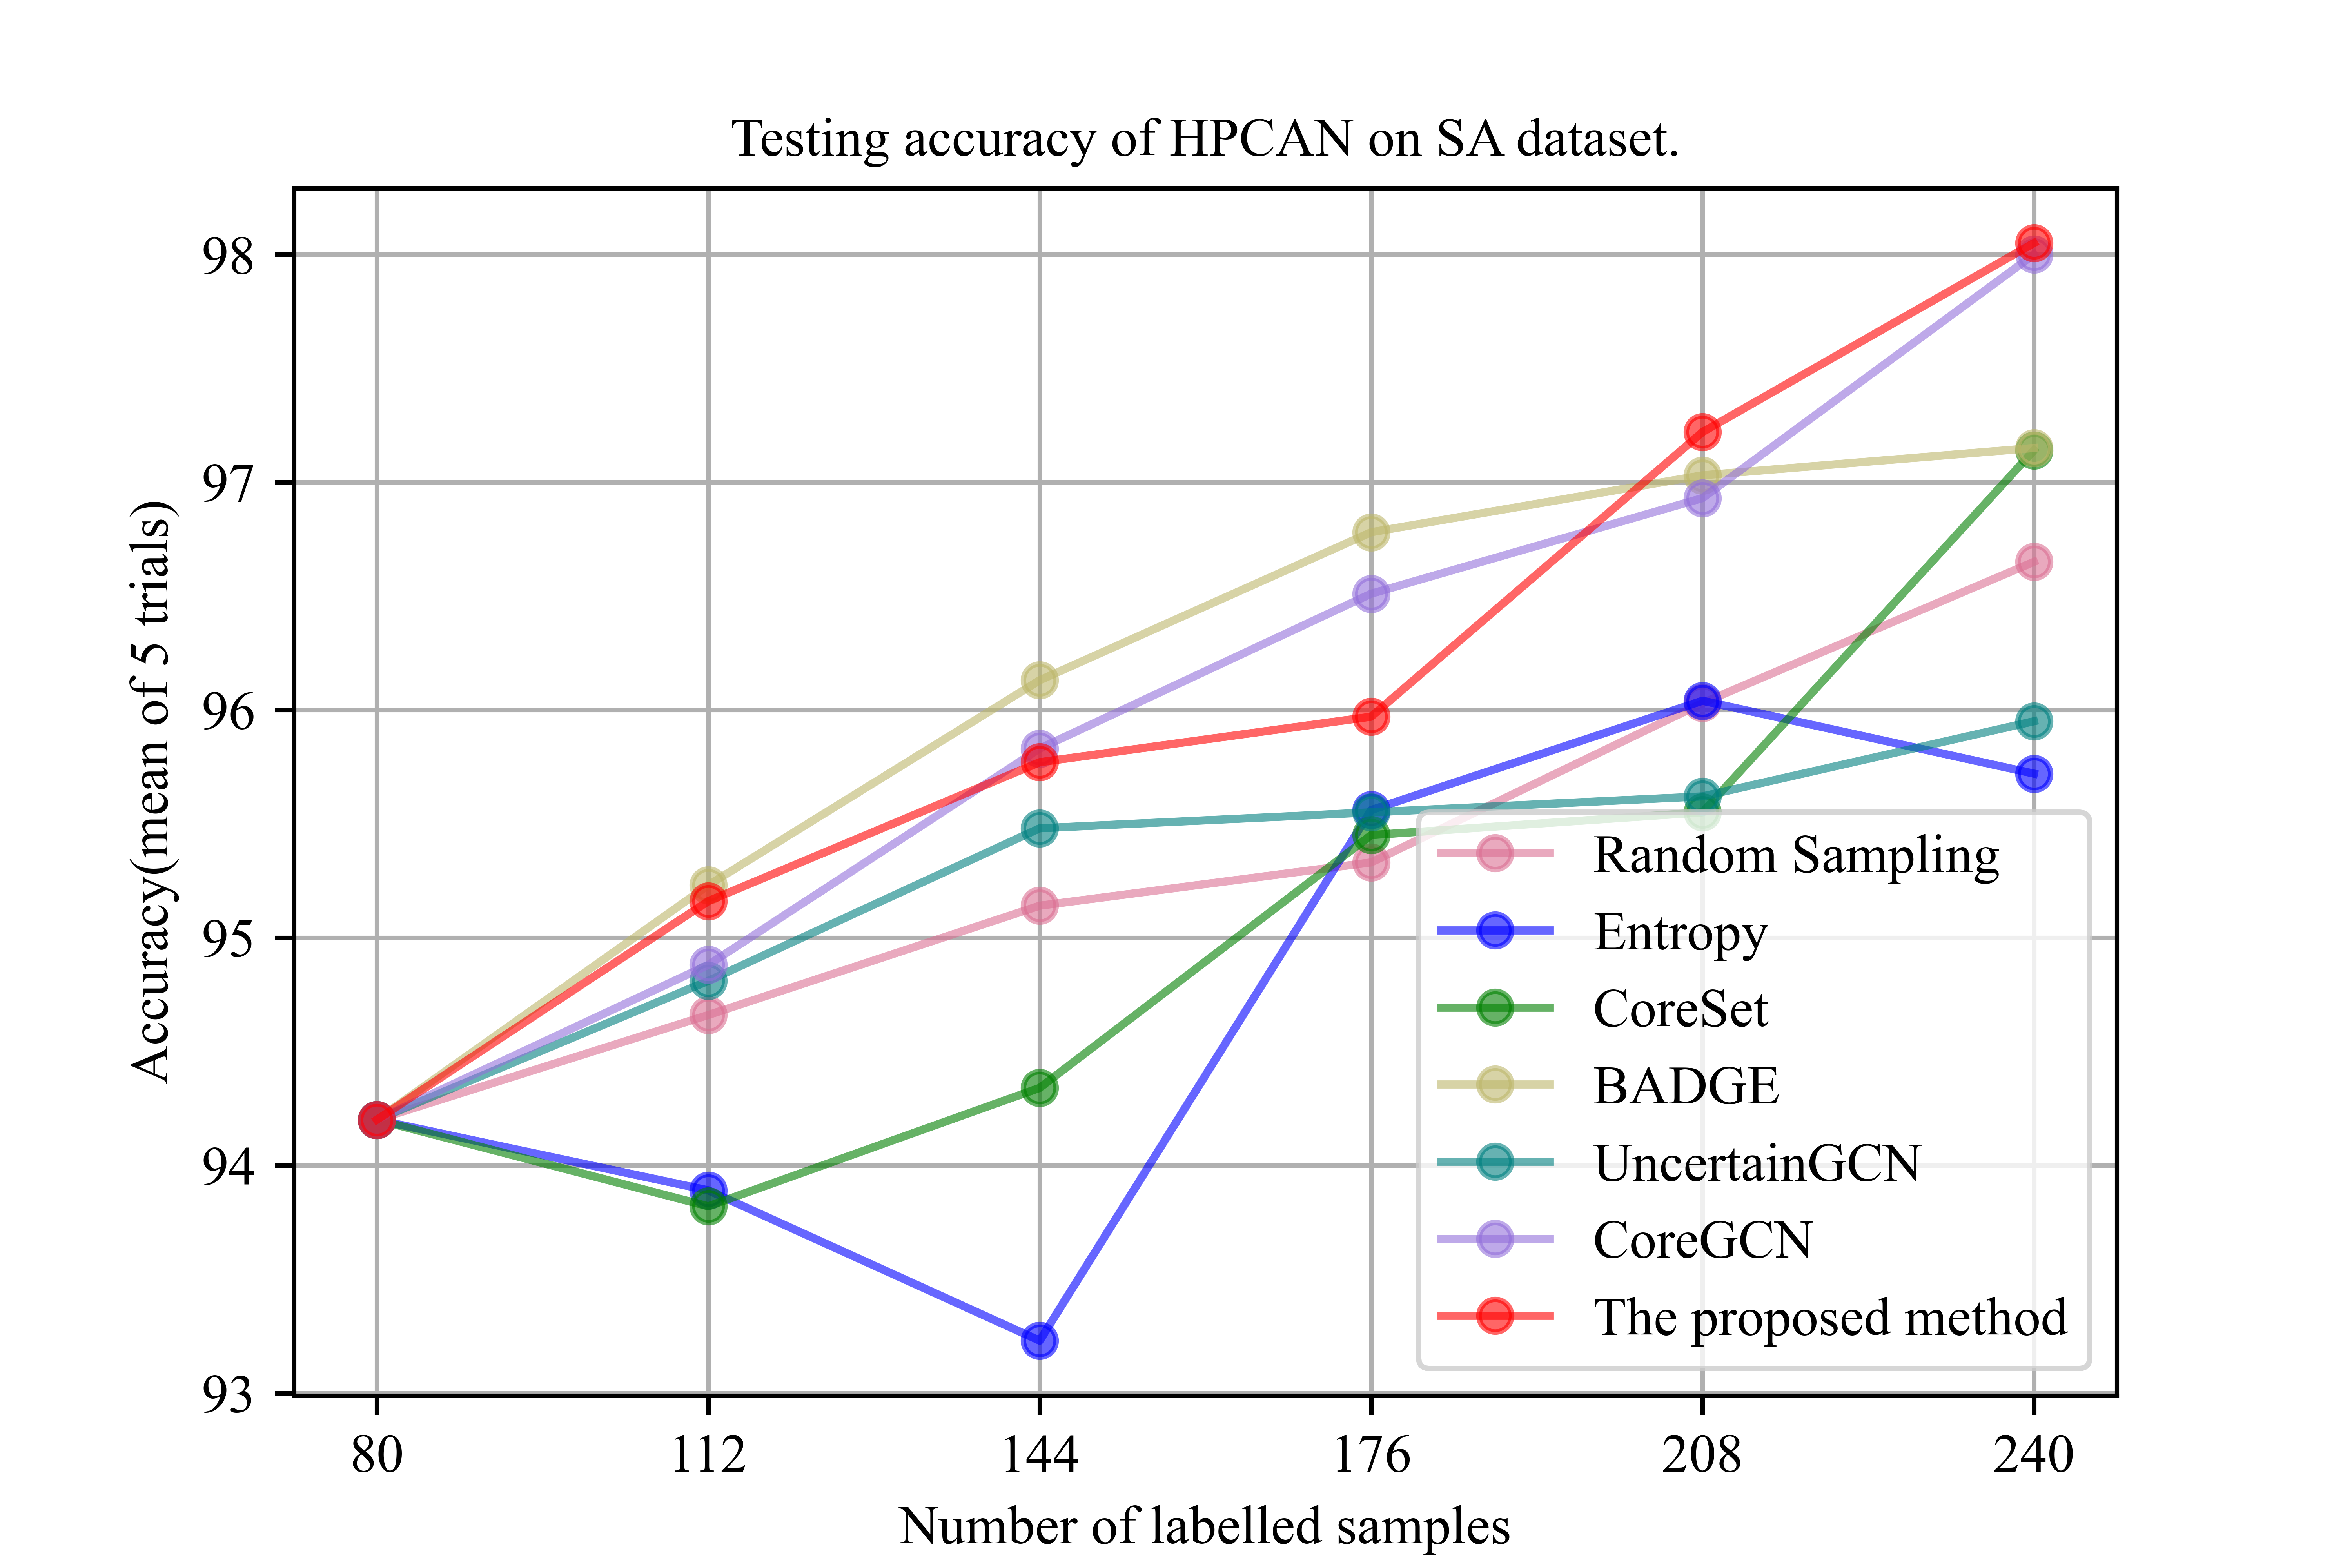 Testing accuracy of HPCAN on SA dataset.
Accuracy(mean of 5 trials)
98
97
96
95
94
93
Random Sampling
Entropy
CoreSet
BADGE
UncertainGCN
CoreGCN
The proposed method
80 112 144 176 208 240
Number of labelled samples